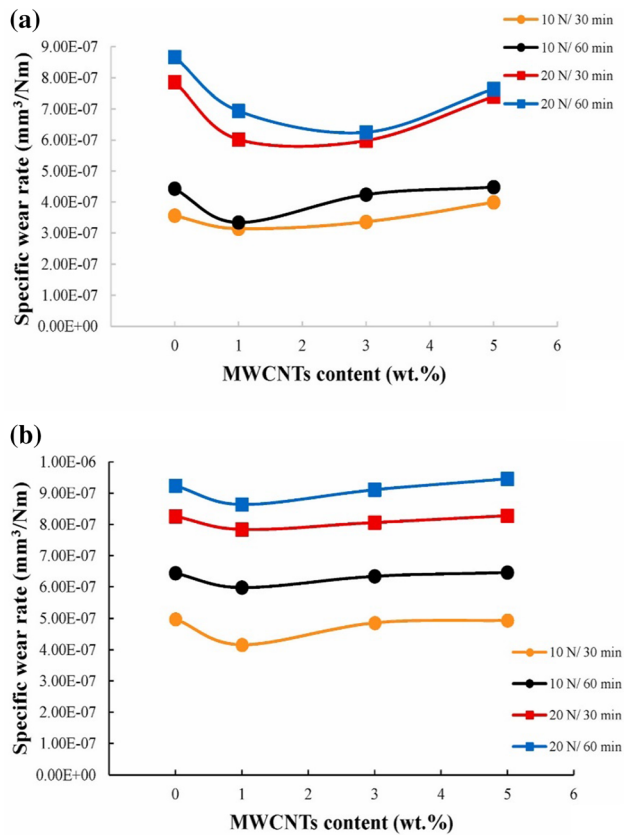 (a)
10 N/ 30 min
10 N/ 60 min
20 N/ 30 min
20 N/ 60 min
9.00E-07
8.00E-07
7.00E-07
6.00E-07
5.00E-07
4.00E-07
3.00E-07
2.00E-07
1.00E-07
0.00E+00
Specific wear rate (mm³/Nm)
0 1 2 3 4 5 6
MWCNTs content (wt.%)
(b)
1.00E-06
9.00E-07
8.00E-07
7.00E-07
6.00E-07
5.00E-07
4.00E-07
3.00E-07
2.00E-07
1.00E-07
0.00E+00
Specific wear rate (mm³/Nm)
10 N/ 30 min
10 N/ 60 min
20 N/ 30 min
20 N/ 60 min
0 1 2 3 4 5 6
MWCNTs content (wt.%)